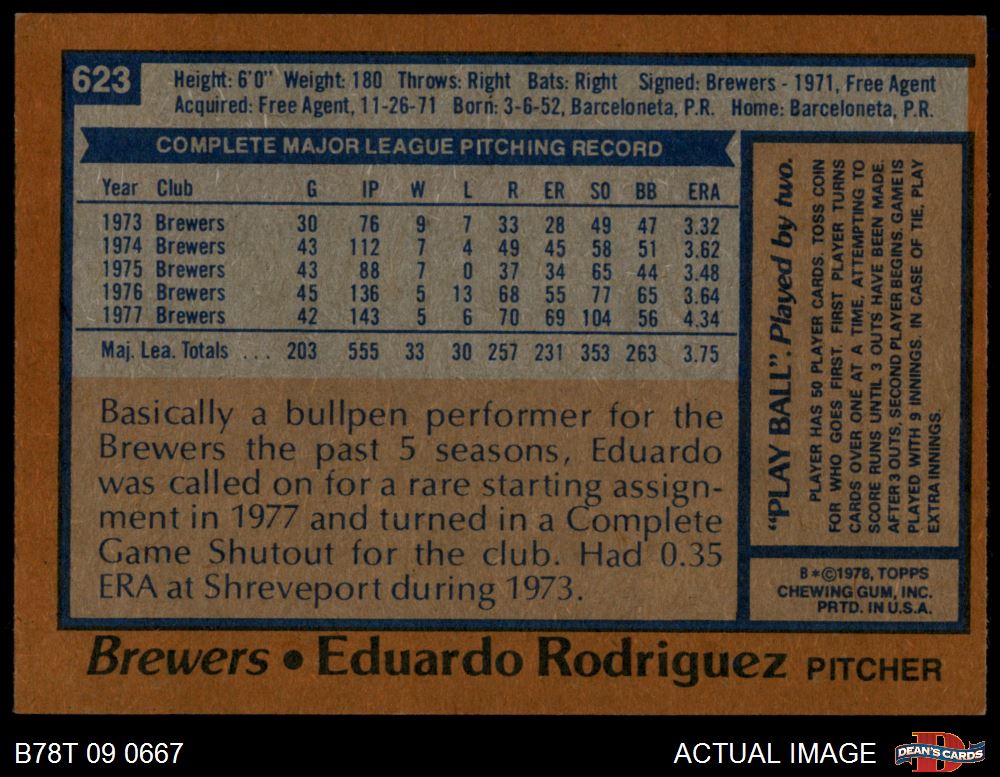 623
Height: 6'0" Weight: 180 Throws: Right Bats: Right Signed: Brewers - 1971, Free Agent
Acquired: Free Agent, 11-26-71 Born: 3-6-52, Barceloneta, P.R. Home: Barceloneta, P.R.
COMPLETE MAJOR LEAGUE PITCHING RECORD
Year Club G IP W L R ER SO BB ERA
1973 Brewers 30 76 9 7 33 28 49 47 3.32
1974 Brewers 43 112 7 4 49 45 58 51 3.62
1975 Brewers 43 88 7 0 37 34 65 44 3.48
1976 Brewers 45 136 5 13 68 55 77 65 3.64
1977 Brewers 42 143 5 6 70 69 104 56 4.34
Maj. Lea. Totals ... 203 555 33 30 257 231 353 263 3.75
Basically a bullpen performer for the
Brewers the past 5 seasons, Eduardo
was called on for a rare starting assign-
ment in 1977 and turned in a Complete
Game Shutout for the club. Had 0.35
ERA at Shreveport during 1973.
"PLAY BALL". Played by two.
PLAYER HAS 50 PLAYER CARDS. TOSS COIN
FOR WHO GOES FIRST. FIRST PLAYER TURNS
CARDS OVER ONE AT A TIME, ATTEMPTING TO
SCORE RUNS UNTIL 3 OUTS HAVE BEEN MADE.
AFTER 3 OUTS, SECOND PLAYER BEGINS. GAME IS
PLAYED WITH 9 INNINGS. IN CASE OF TIE, PLAY
EXTRA INNINGS.
B*©1978, TOPPS
CHEWING GUM, INC.
PRTD. IN U.S.A.
Brewers • Eduardo Rodriguez PITCHER
B78T 09 0667
ACTUAL IMAGE
D
DEAN'S CARDS